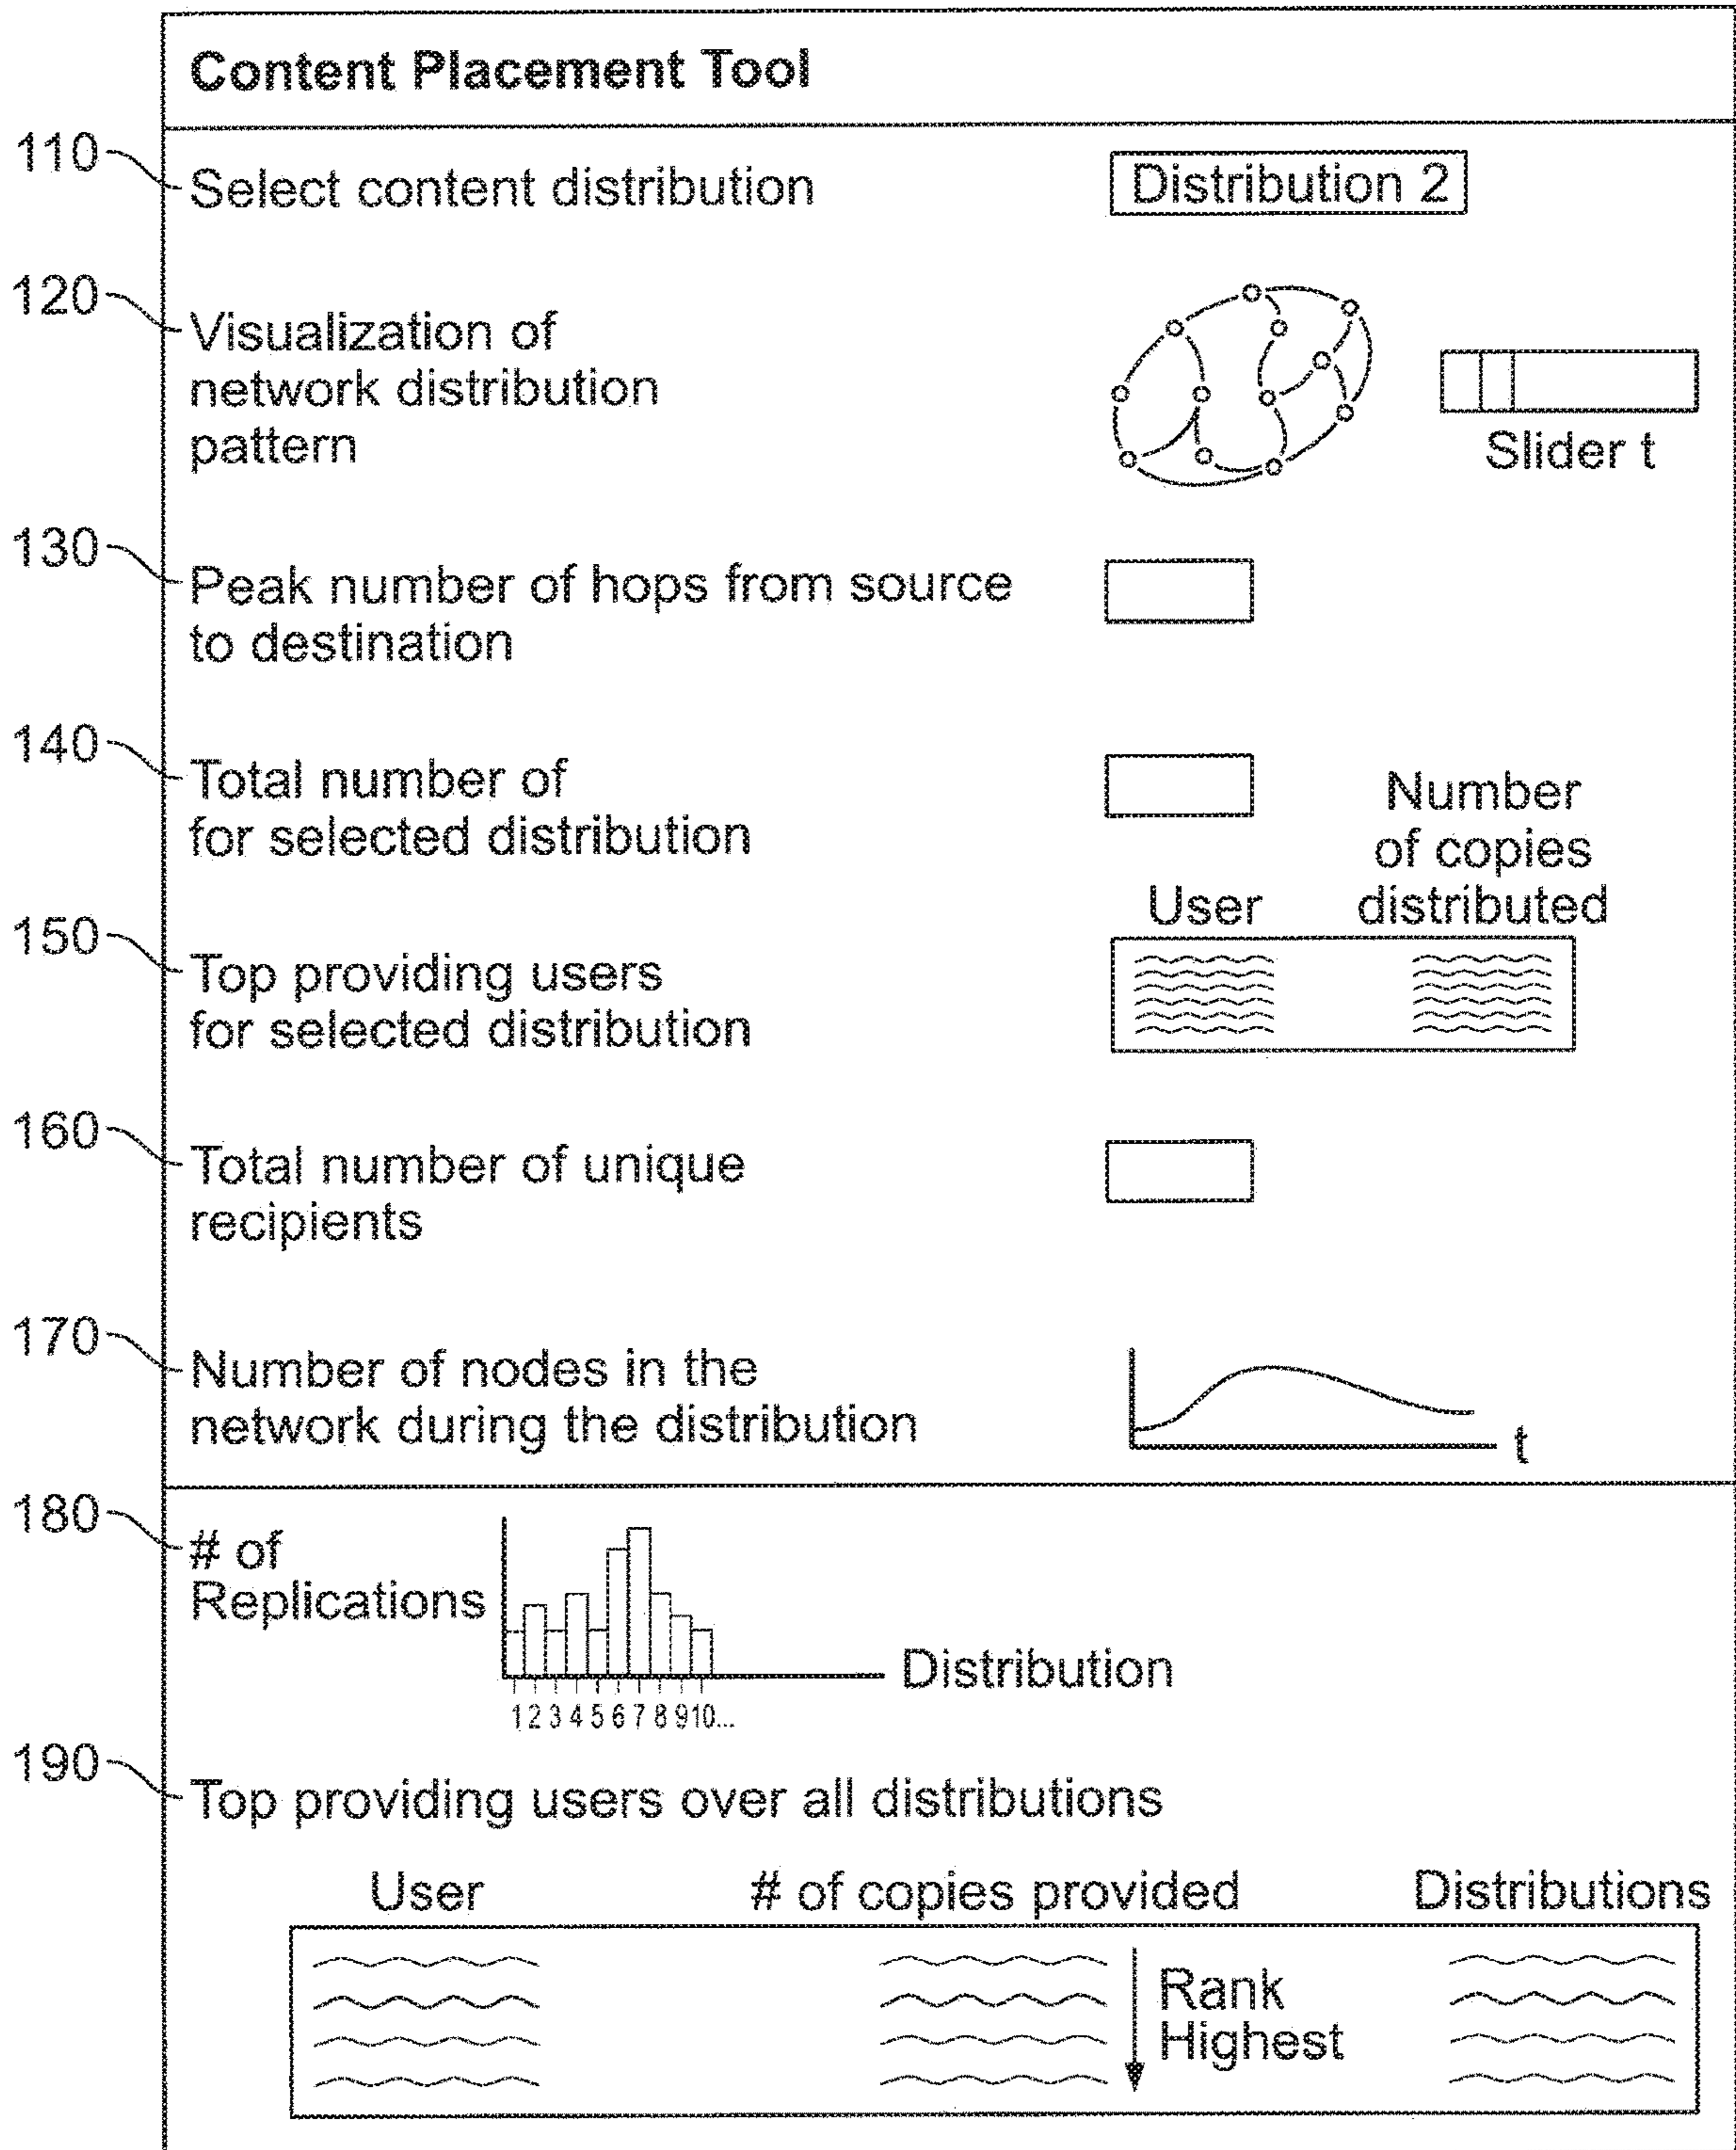 Content Placement Tool
110
Select content distribution
Distribution 2
120
Visualization of
network distribution
pattern
Slider t
130
Peak number of hops from source
to destination
140
Total number of
for selected distribution
Number
of copies
distributed
User
150
Top providing users
for selected distribution
160
Total number of unique
recipients
170
Number of nodes in the
network during the distribution
t
180
# of
Replications
Distribution
1 2 3 4 5 6 7 8 9 10...
190
Top providing users over all distributions
User # of copies provided Distributions
Rank
Highest